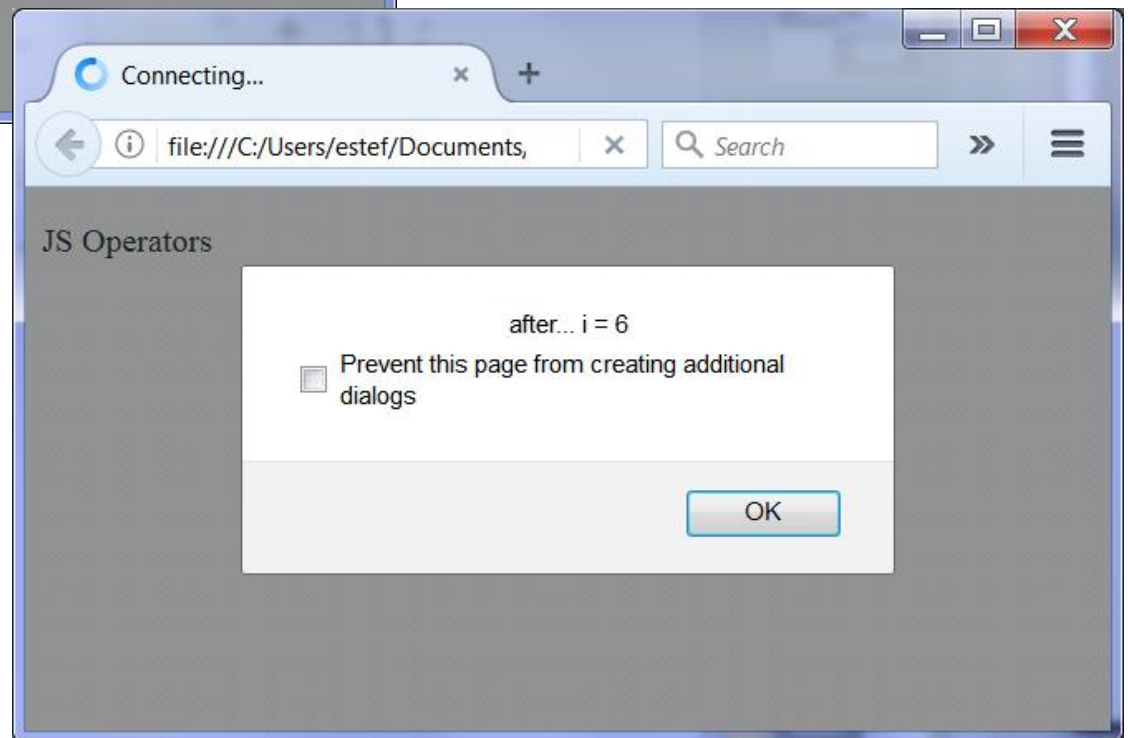 Connecting...
file:///C:/Users/estef/Documents,
Search
JS Operators
after... i = 6
Prevent this page from creating additional
dialogs
OK